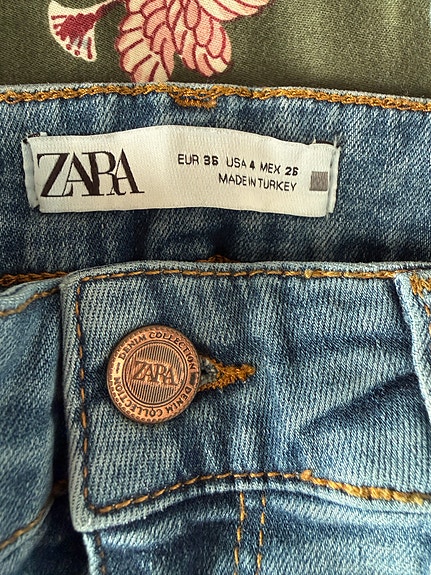 ZARA
EUR 36 USA 4 MEX 26
MADE IN TURKEY
DENIM COLLECTION
ZARA
DENIM COLLECTION